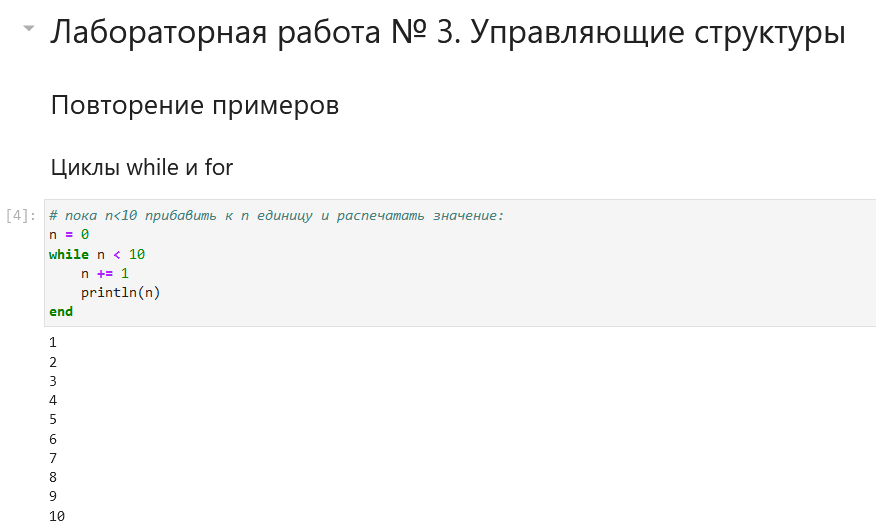 Лабораторная работа № 3. Управляющие структуры
Повторение примеров
Циклы while и for
[4]: # пока n<10 прибавить к n единицу и распечатать значение:
n = 0
while n < 10
    n += 1
    println(n)
end
1
2
3
4
5
6
7
8
9
10